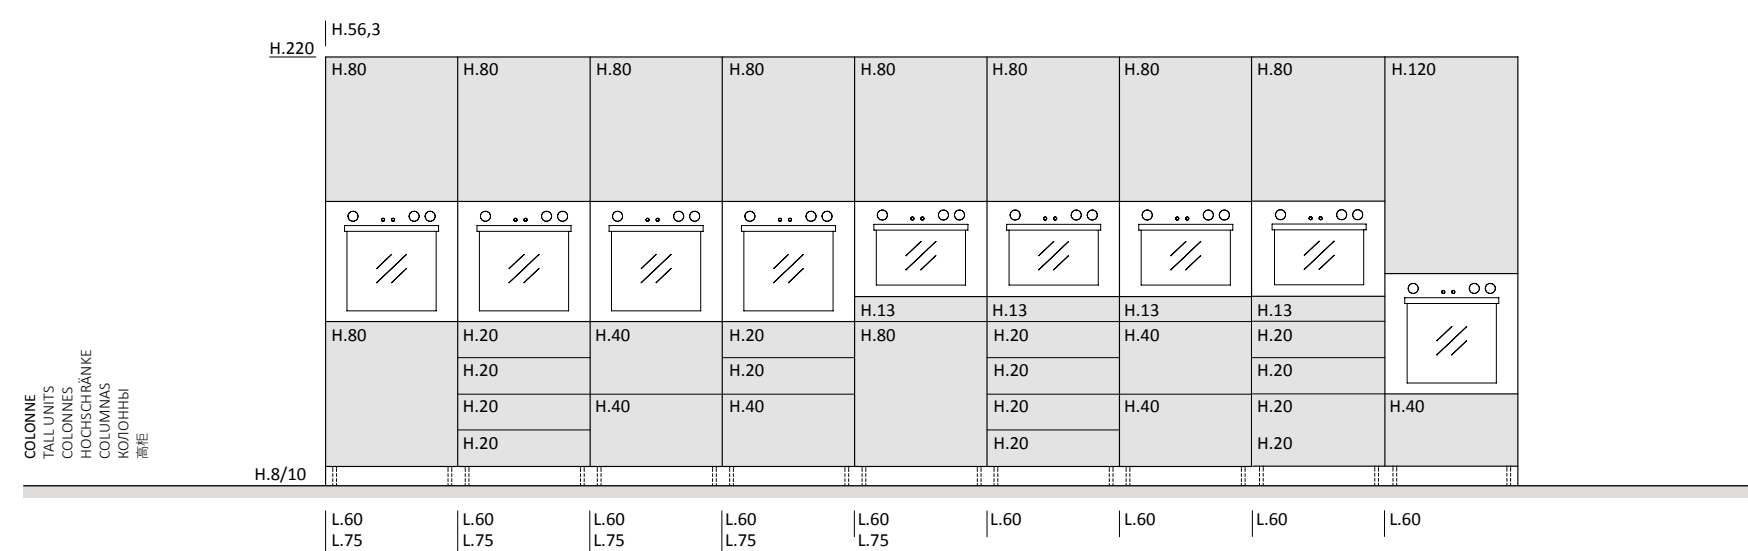 H.56,3
H.220
H.80 H.80 H.80 H.80 H.80 H.80 H.80 H.80 H.120
H.13 H.13 H.13 H.13
H.80 H.20 H.40 H.20 H.80 H.20 H.40 H.20
H.20 H.20 H.20 H.20
H.20 H.40 H.40 H.20 H.40 H.20 H.40
H.20 H.20 H.20
H.8/10
COLONNE
TALL UNITS
COLONNES
HOCHSCHRÄNKE
COLUMNAS
КОЛОННЫ
高柜
L.60 L.60 L.60 L.60 L.60 L.60 L.60 L.60 L.60
L.75 L.75 L.75 L.75 L.75